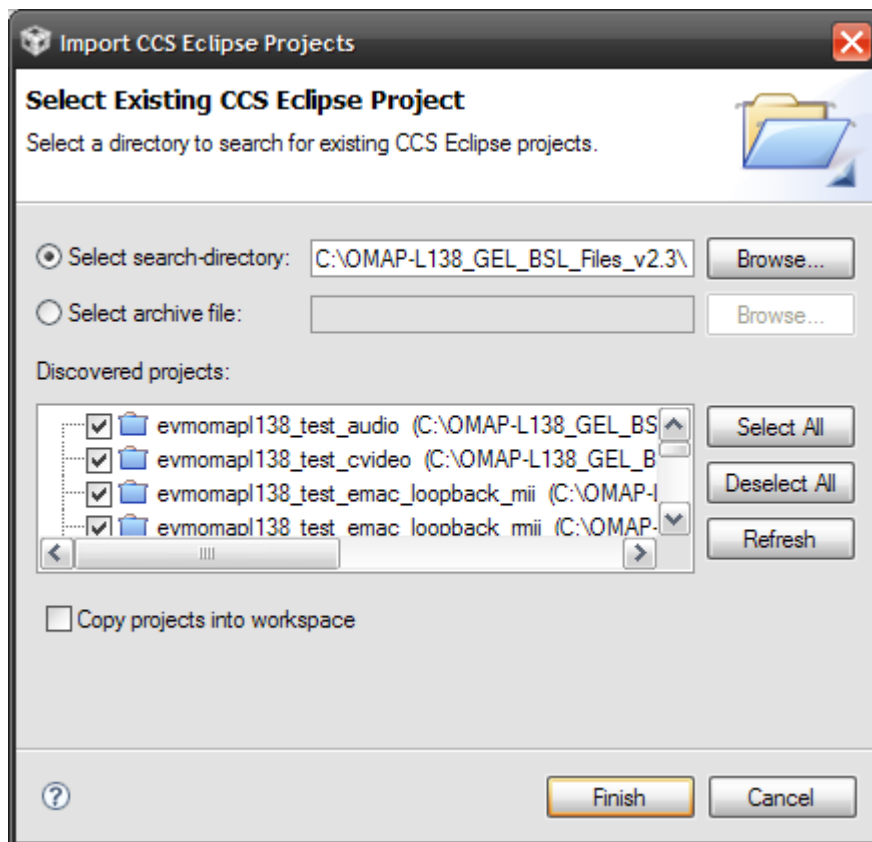 Import CCS Eclipse Projects
Select Existing CCS Eclipse Project
Select a directory to search for existing CCS Eclipse projects.
Select search-directory: C:\OMAP-L138_GEL_BSL_Files_v2.3\ Browse...
Select archive file: Browse...
Discovered projects:
evmomapl138_test_audio (C:\OMAP-L138_GEL_BS Select All
evmomapl138_test_cvideo (C:\OMAP-L138_GEL_B
evmomapl138_test_emac_loopback_mii (C:\OMAP-l Deselect All
evmomapl138_test_emac_loopback_mii (C:\OMAP-
Refresh
Copy projects into workspace
? Finish Cancel